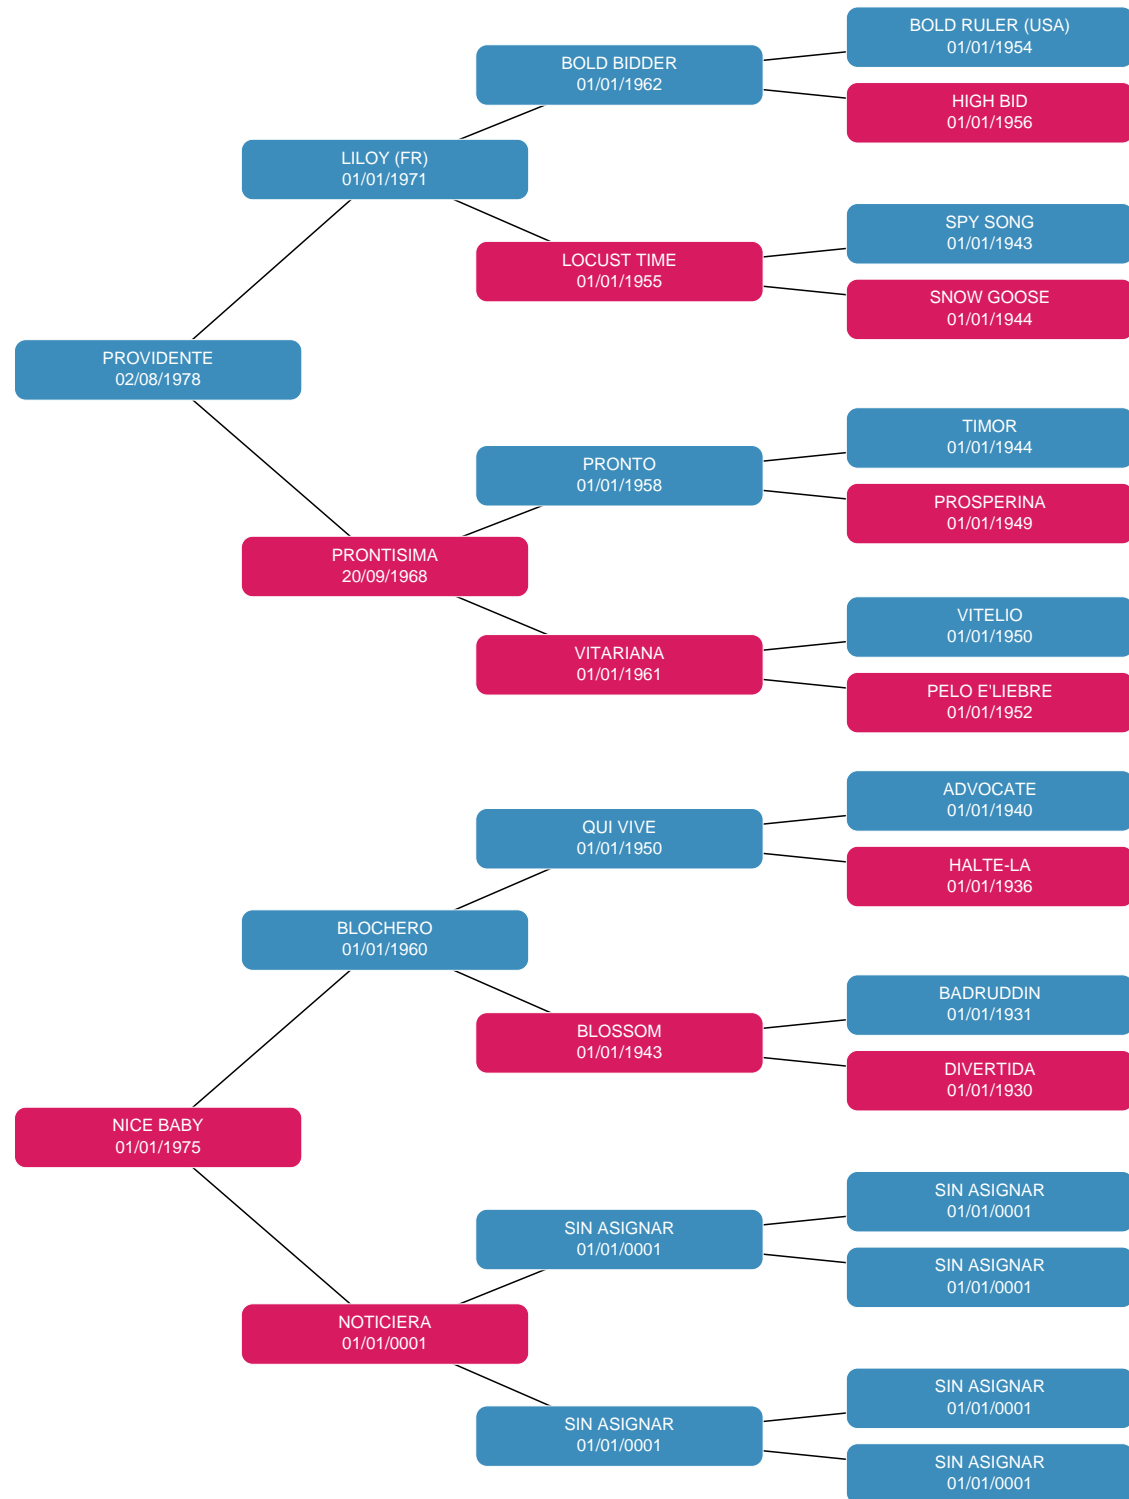 BOLD RULER (USA)
01/01/1954
BOLD BIDDER
01/01/1962
HIGH BID
01/01/1956
LILOY (FR)
01/01/1971
SPY SONG
01/01/1943
LOCUST TIME
01/01/1955
SNOW GOOSE
01/01/1944
PROVIDENTE
02/08/1978
TIMOR
01/01/1944
PRONTO
01/01/1958
PROSPERINA
01/01/1949
PRONTISIMA
20/09/1968
VITELIO
01/01/1950
VITARIANA
01/01/1961
PELO E'LIEBRE
01/01/1952
ADVOCATE
01/01/1940
QUI VIVE
01/01/1950
HALTE-LA
01/01/1936
BLOCHERO
01/01/1960
BADRUDDIN
01/01/1931
BLOSSOM
01/01/1943
DIVERTIDA
01/01/1930
NICE BABY
01/01/1975
SIN ASIGNAR
01/01/0001
SIN ASIGNAR
01/01/0001
SIN ASIGNAR
01/01/0001
NOTICIERA
01/01/0001
SIN ASIGNAR
01/01/0001
SIN ASIGNAR
01/01/0001
SIN ASIGNAR
01/01/0001